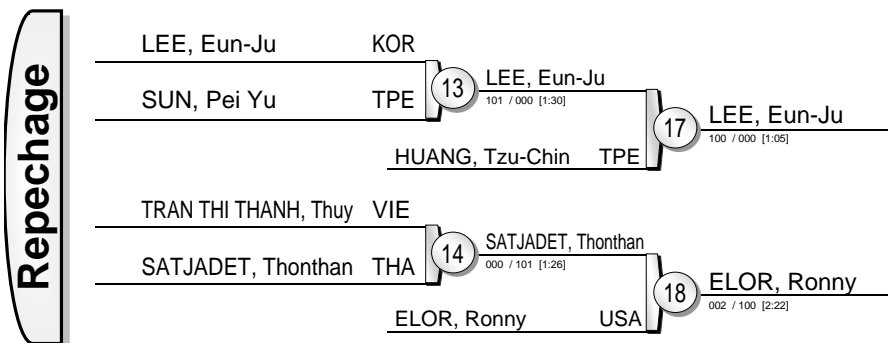 Repechage
LEE, Eun-Ju KOR
SUN, Pei Yu TPE
13
LEE, Eun-Ju
101 / 000 [1:30]
HUANG, Tzu-Chin TPE
17
LEE, Eun-Ju
100 / 000 [1:05]
TRAN THI THANH, Thuy VIE
SATJADET, Thonthan THA
14
SATJADET, Thonthan
000 / 101 [1:26]
ELOR, Ronny USA
18
ELOR, Ronny
002 / 100 [2:22]